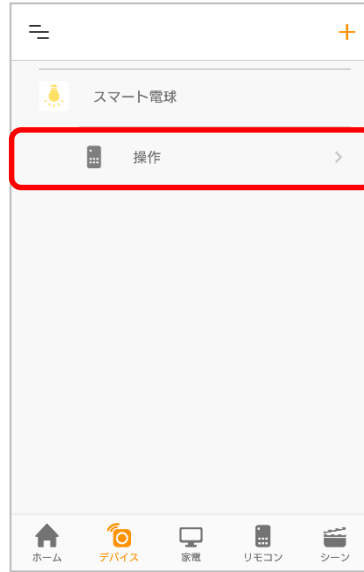 スマート電球
操作
ホーム
デバイス
家電
リモコン
シーン